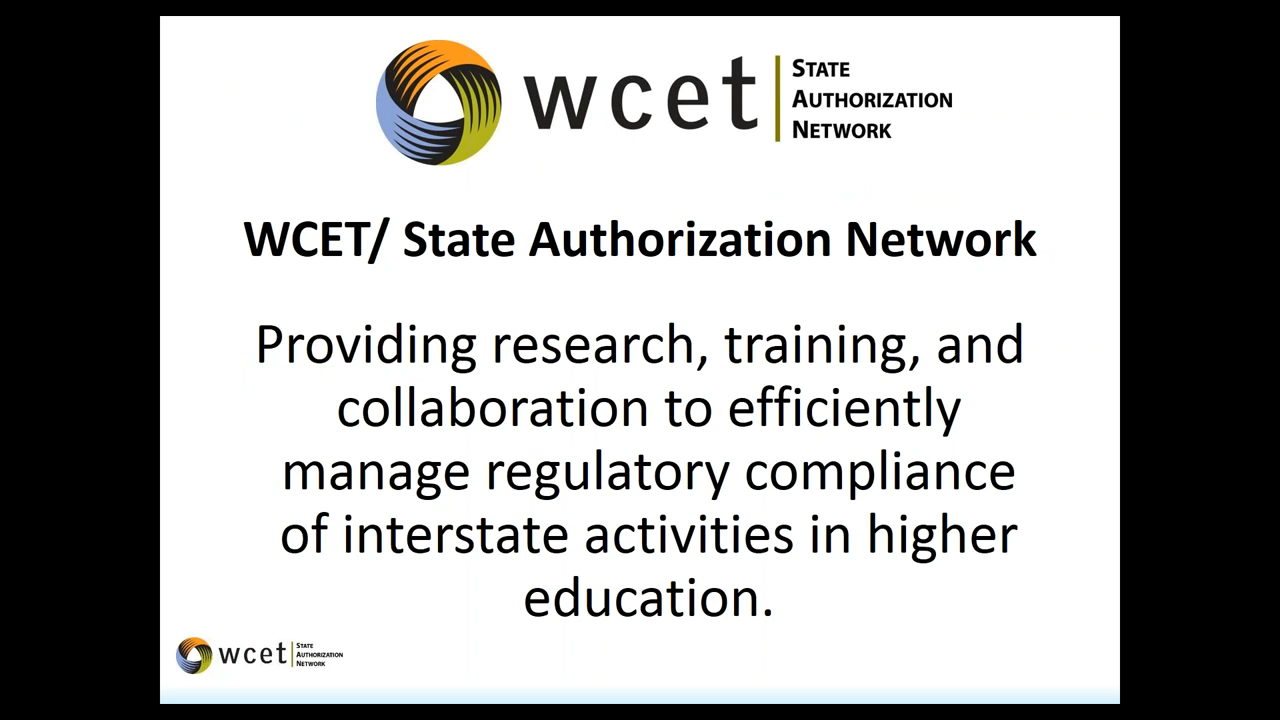 wcet
STATE
AUTHORIZATION
NETWORK
WCET/ State Authorization Network
Providing research, training, and
collaboration to efficiently
manage regulatory compliance
of interstate activities in higher
education.
wcet
STATE
AUTHORIZATION
NETWORK